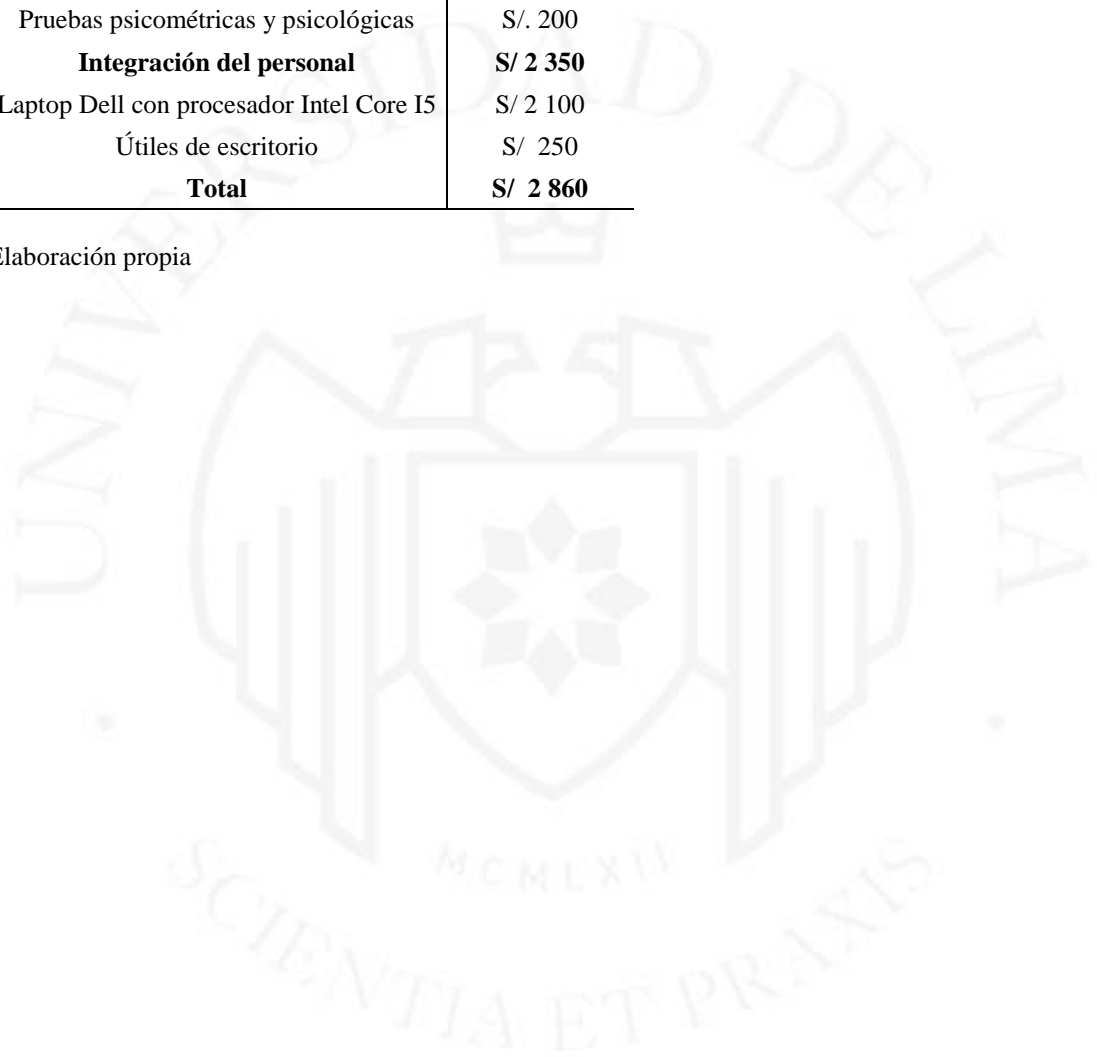 Pruebas psicométricas y psicológicas S/. 200
Integración del personal S/ 2 350
Laptop Dell con procesador Intel Core I5 S/ 2 100
Útiles de escritorio S/ 250
Total S/ 2 860
Elaboración propia
UNIVERSIDAD DE LIMA
MCMLXII
SCIENTIA ET PRAXIS